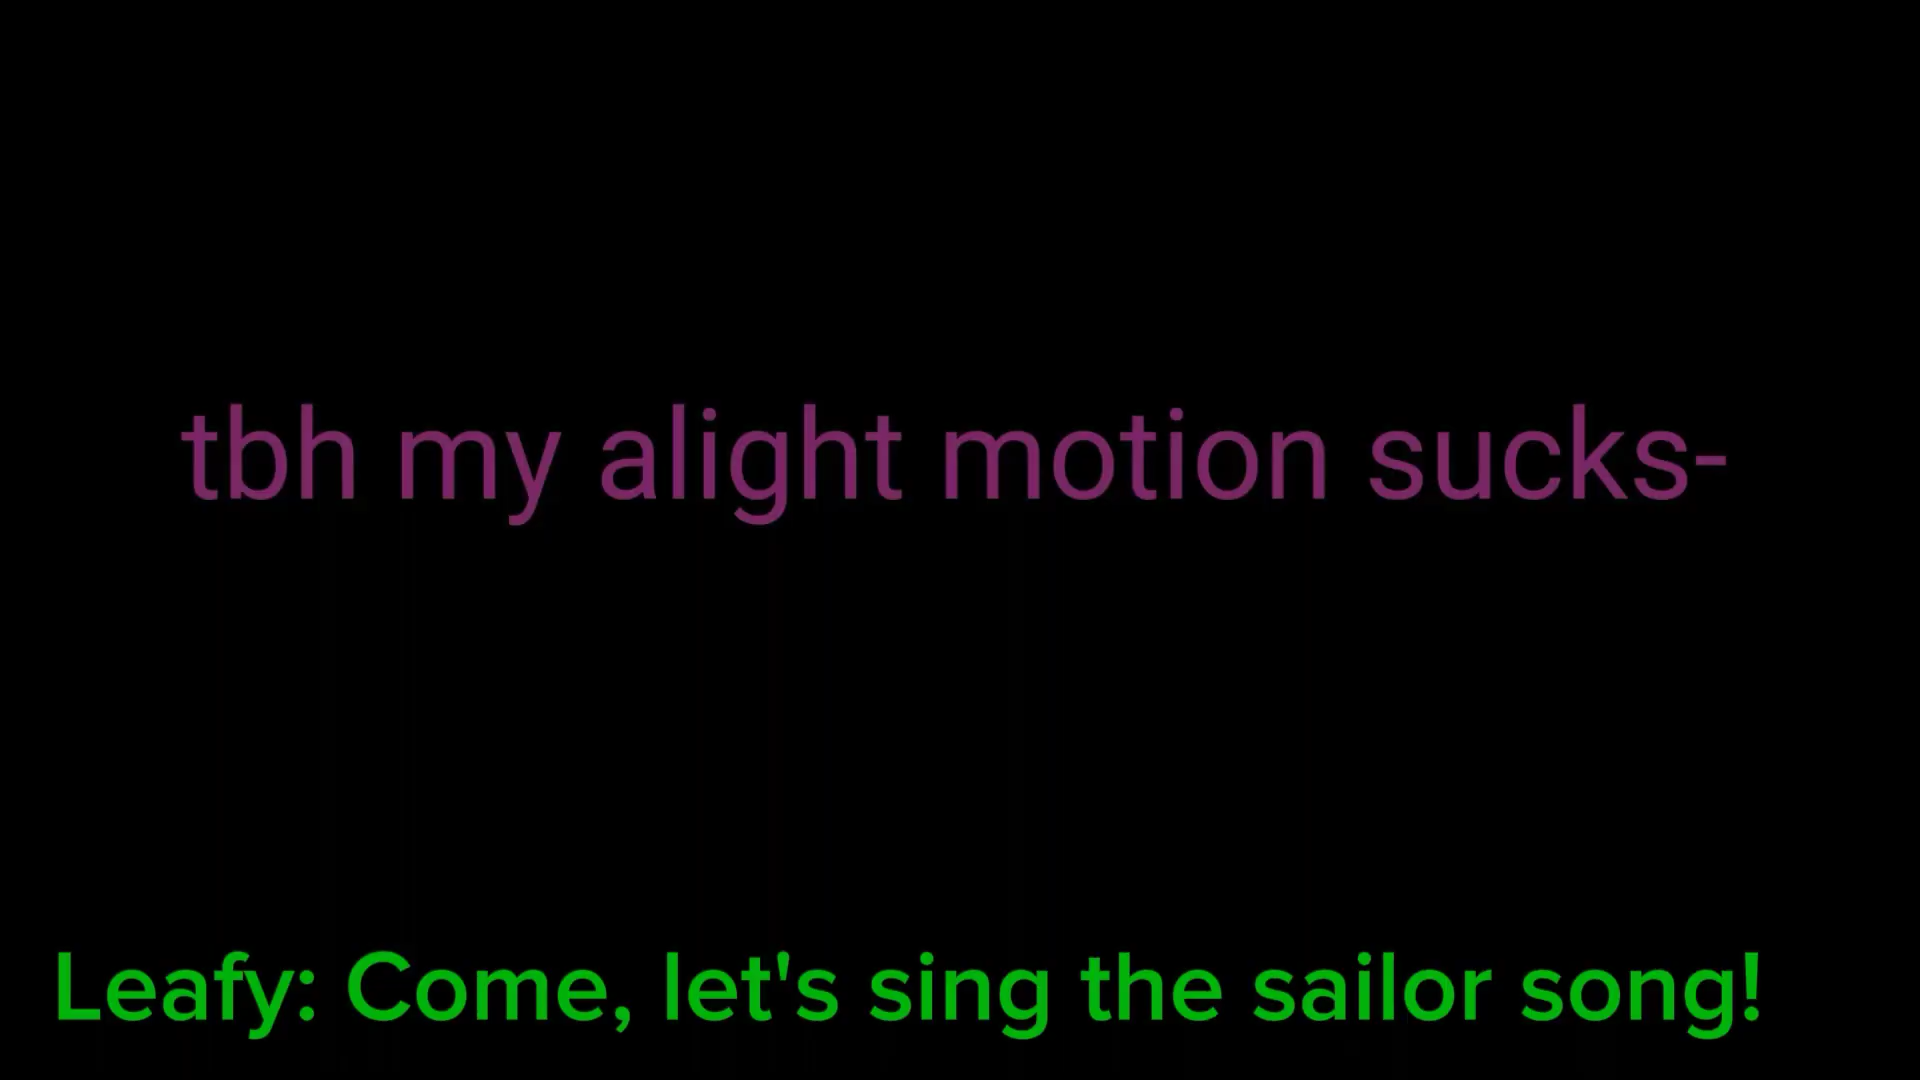 tbh my alight motion sucks-
Leafy: Come, let's sing the sailor song!